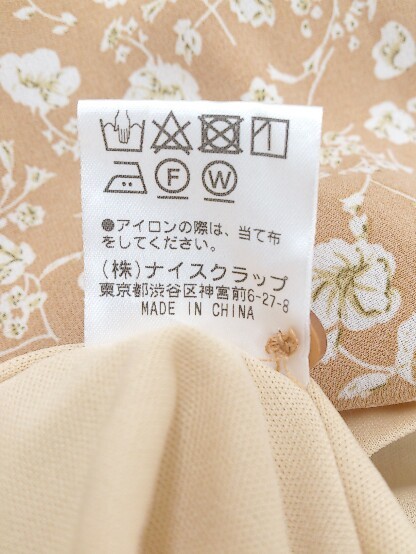 F W
●アイロンの際は、当て布
をしてください。
(株)ナイスクラップ
東京都渋谷区神宮前6-27-8
MADE IN CHINA